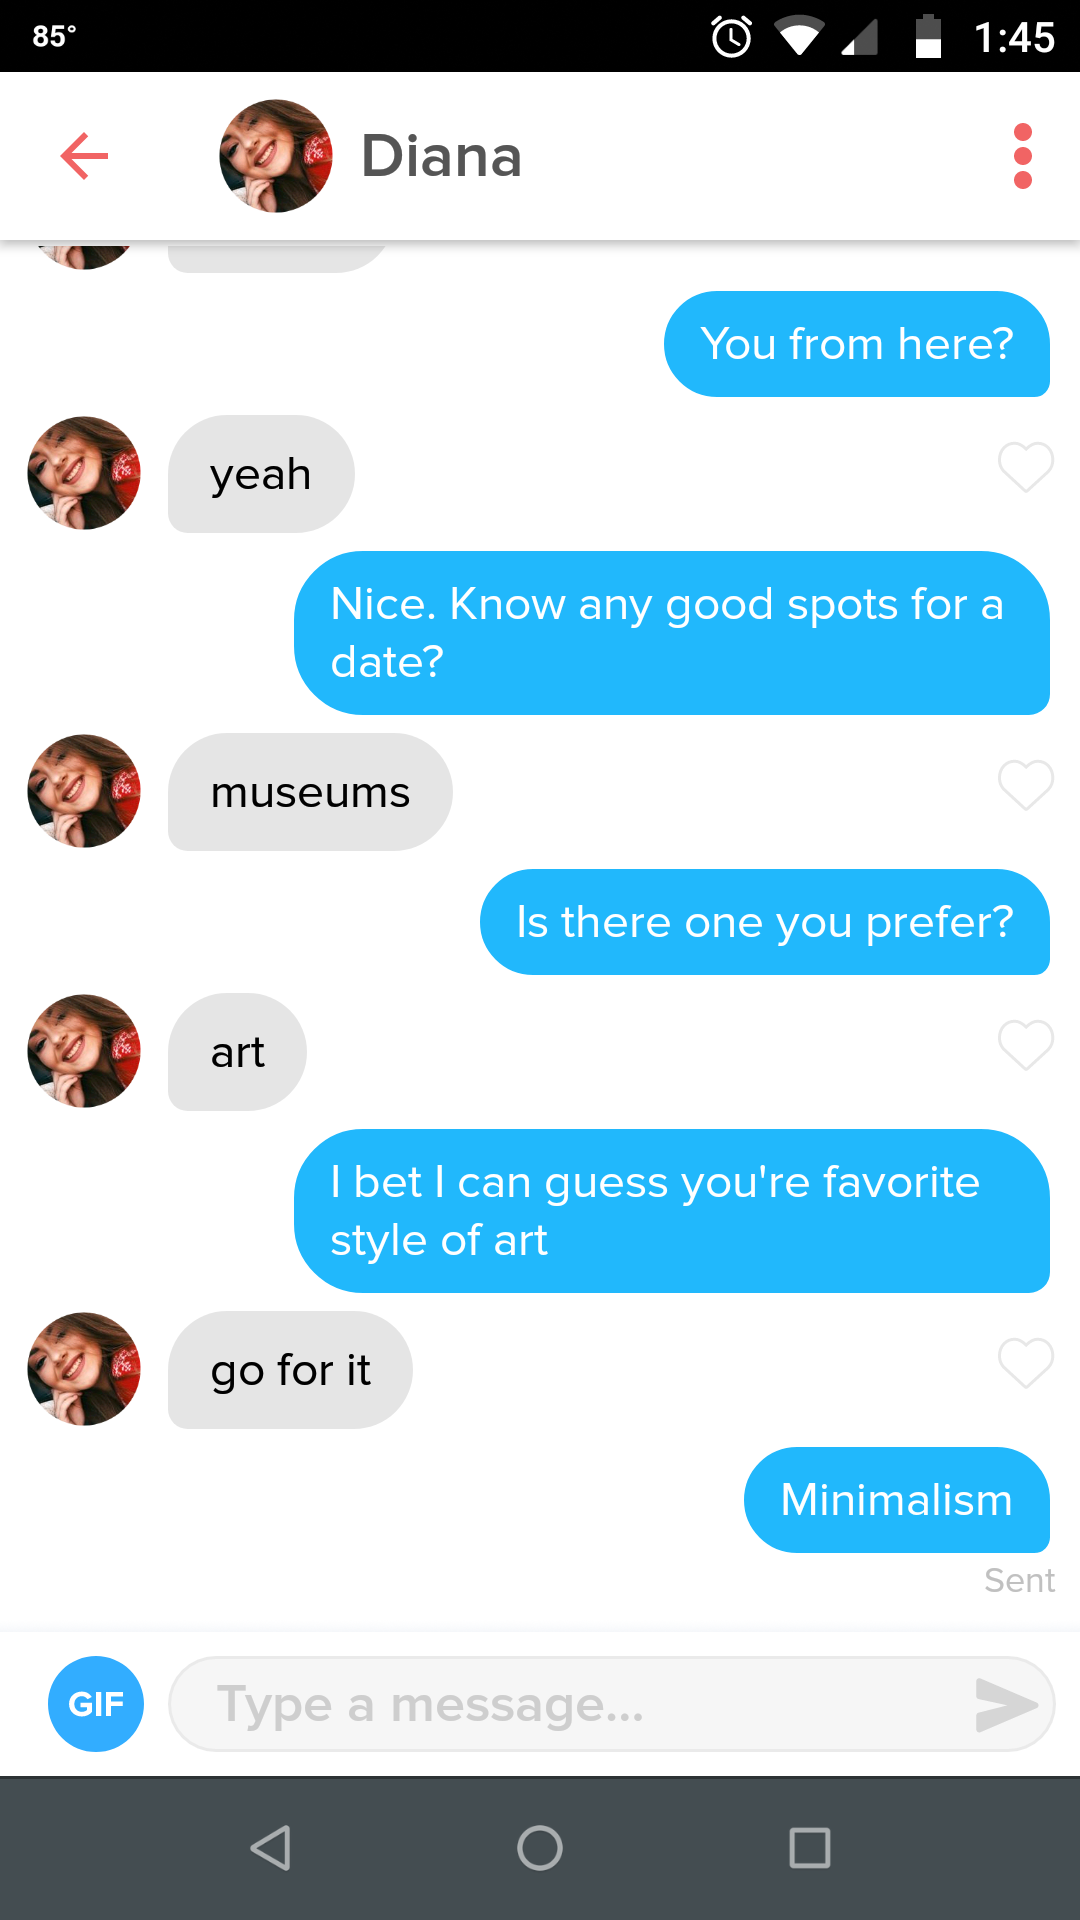 85°
1:45
Diana
You from here?
yeah
Nice. Know any good spots for a
date?
museums
Is there one you prefer?
art
I bet I can guess you're favorite
style of art
go for it
Minimalism
Sent
GIF
Type a message...